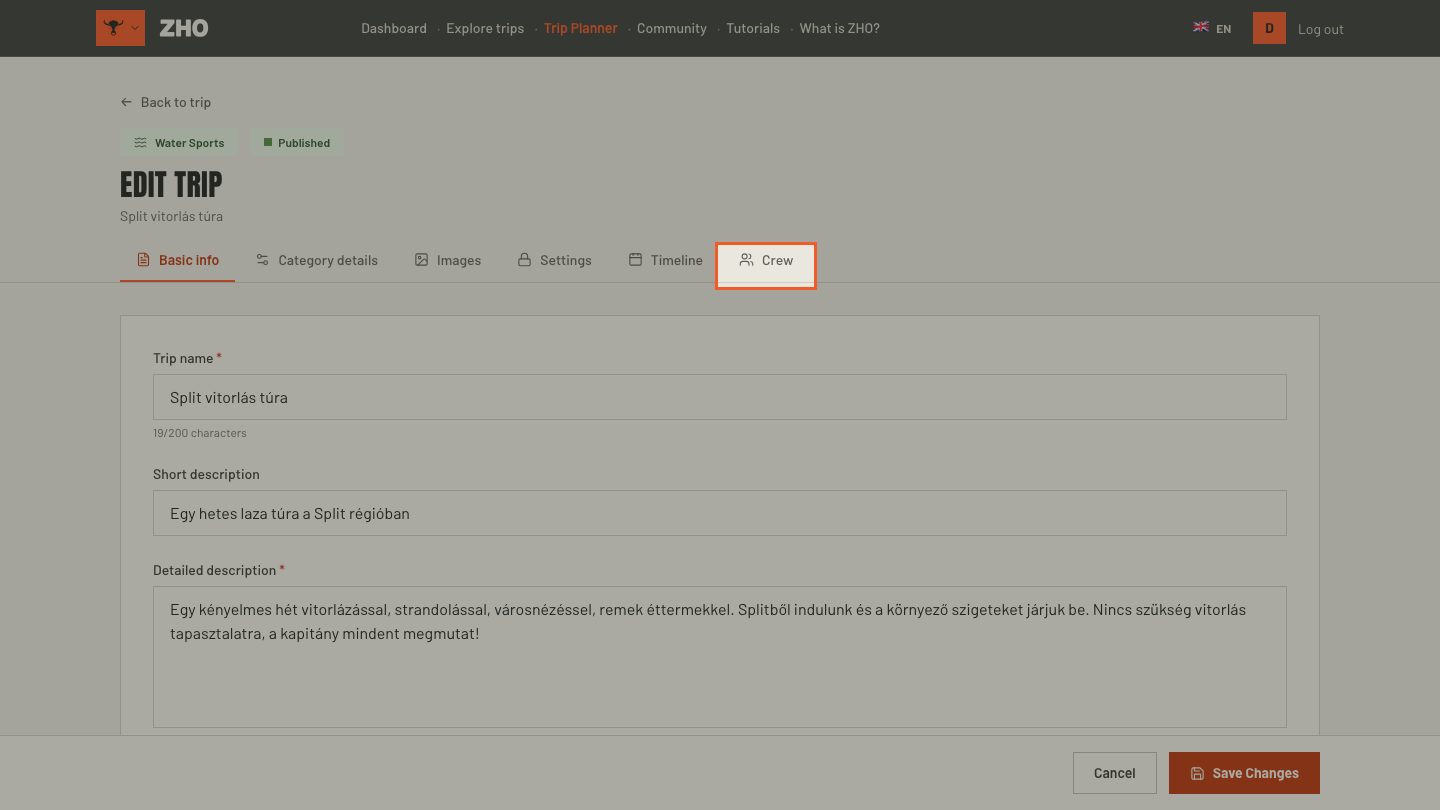 ZHO
Dashboard · Explore trips · Trip Planner · Community · Tutorials · What is ZHO?
EN
D
Log out
← Back to trip
Water Sports
Published
EDIT TRIP
Split vitorlás túra
Basic info
Category details
Images
Settings
Timeline
Crew
Trip name *
Split vitorlás túra
19/200 characters
Short description
Egy hetes laza túra a Split régióban
Detailed description *
Egy kényelmes hét vitorlázással, strandolással, városnézéssel, remek éttermekkel. Splitből indulunk és a környező szigeteket járjuk be. Nincs szükség vitorlás
tapasztalatra, a kapitány mindent megmutat!
Cancel
Save Changes